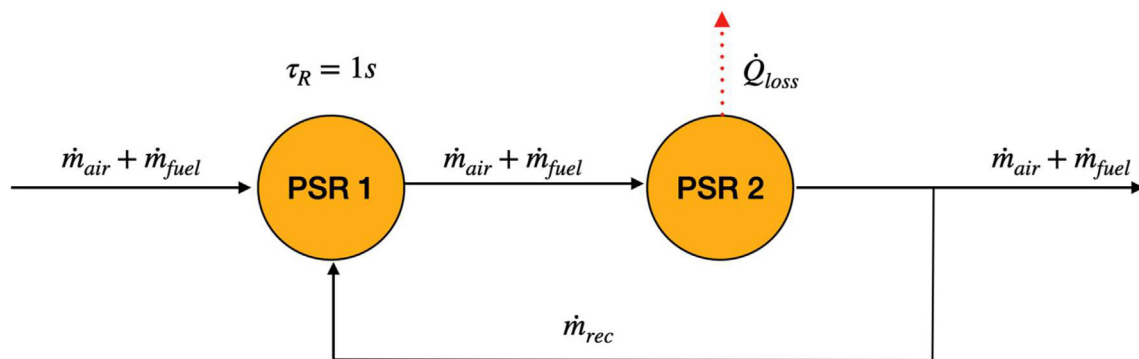 τ_R = 1s
Q̇_loss
ṁ_air + ṁ_fuel
PSR 1
ṁ_air + ṁ_fuel
PSR 2
ṁ_air + ṁ_fuel
ṁ_rec